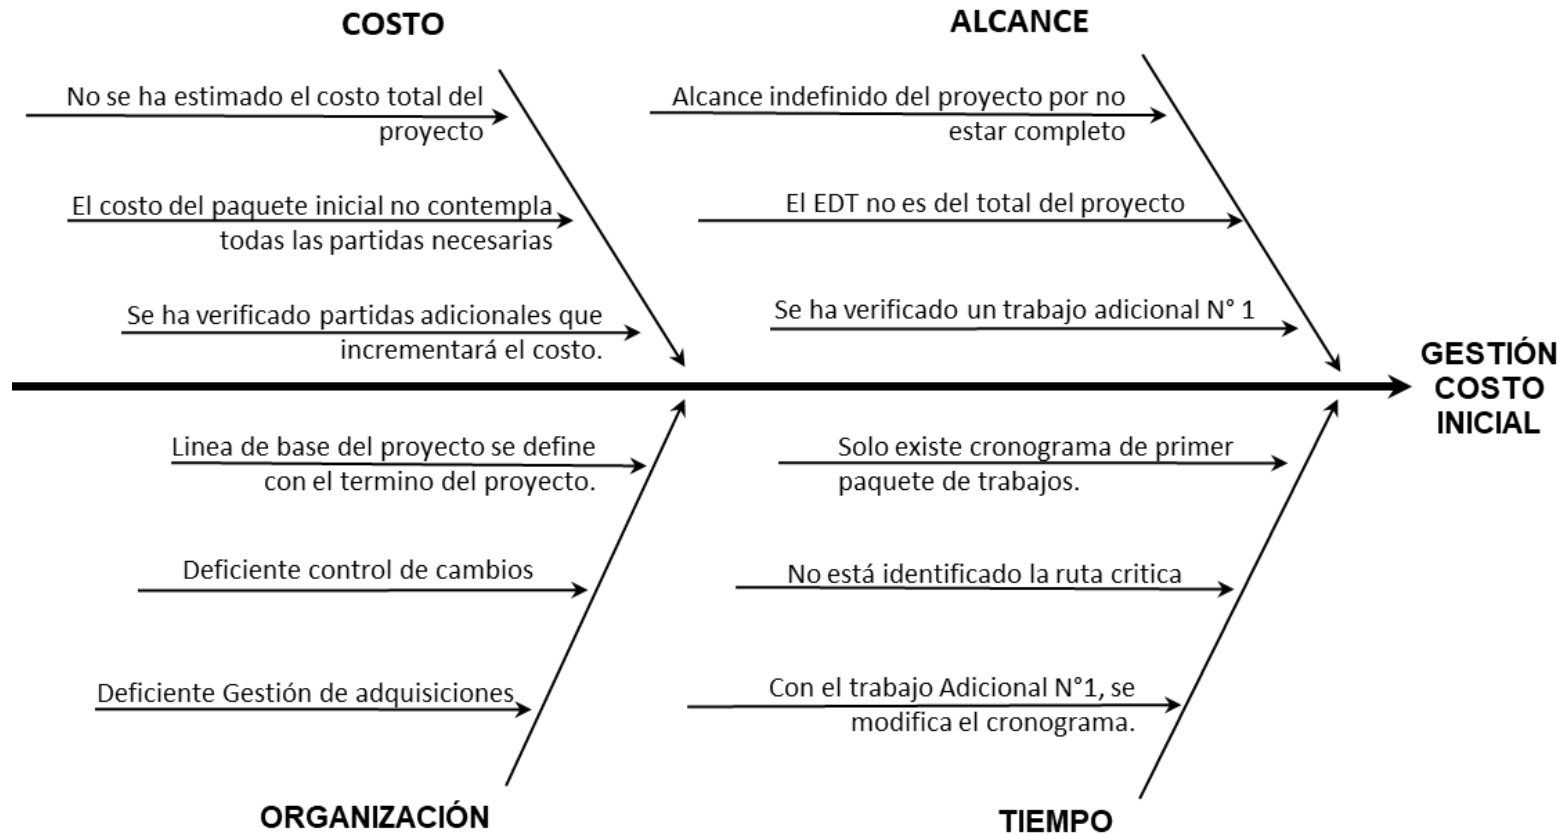 COSTO
No se ha estimado el costo total del
proyecto
El costo del paquete inicial no contempla
todas las partidas necesarias
Se ha verificado partidas adicionales que
incrementará el costo.
ALCANCE
Alcance indefinido del proyecto por no
estar completo
El EDT no es del total del proyecto
Se ha verificado un trabajo adicional N° 1
GESTIÓN
COSTO
INICIAL
Linea de base del proyecto se define
con el termino del proyecto.
Deficiente control de cambios
Deficiente Gestión de adquisiciones
ORGANIZACIÓN
Solo existe cronograma de primer
paquete de trabajos.
No está identificado la ruta critica
Con el trabajo Adicional N°1, se
modifica el cronograma.
TIEMPO